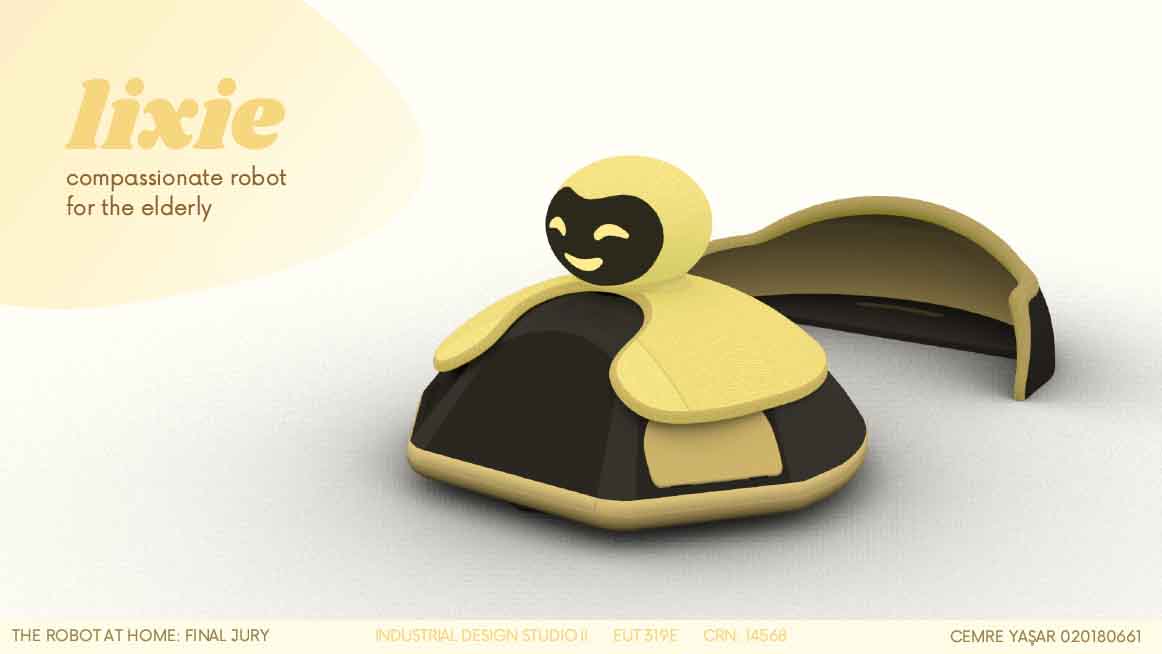 lixie
compassionate robot
for the elderly
THE ROBOT AT HOME: FINAL JURY
INDUSTRIAL DESIGN STUDIO II EUT 319E CRN: 14568
CEMRE YAŞAR 020180661